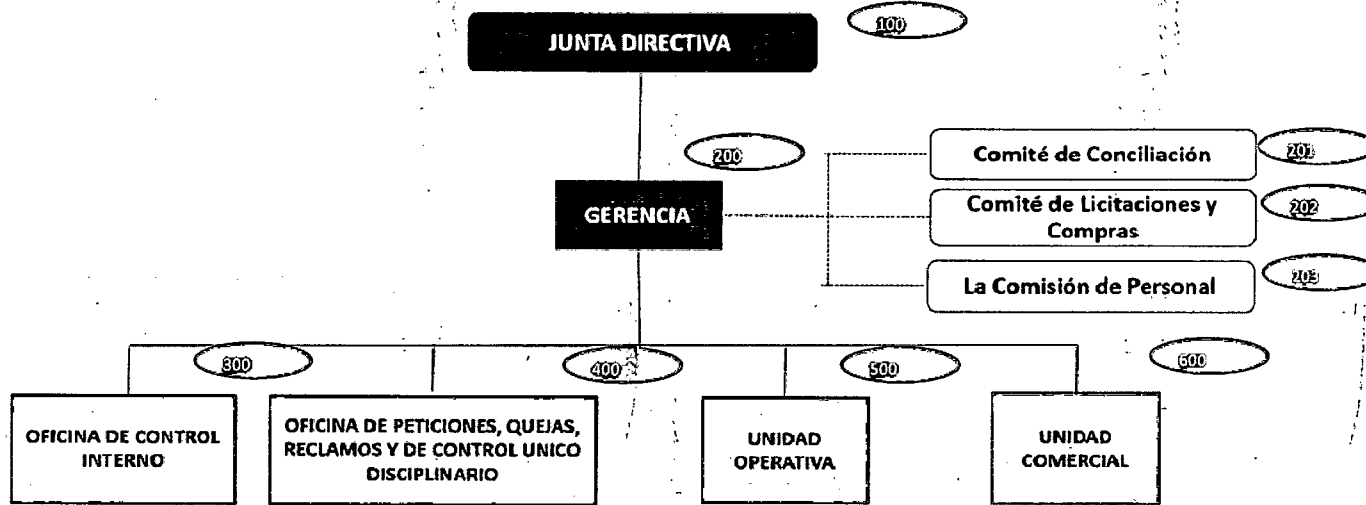 JUNTA DIRECTIVA
100
200
GERENCIA
Comité de Conciliación
201
Comité de Licitaciones y
Compras
202
La Comisión de Personal
203
300
400
500
600
OFICINA DE CONTROL
INTERNO
OFICINA DE PETICIONES, QUEJAS,
RECLAMOS Y DE CONTROL UNICO
DISCIPLINARIO
UNIDAD
OPERATIVA
UNIDAD
COMERCIAL